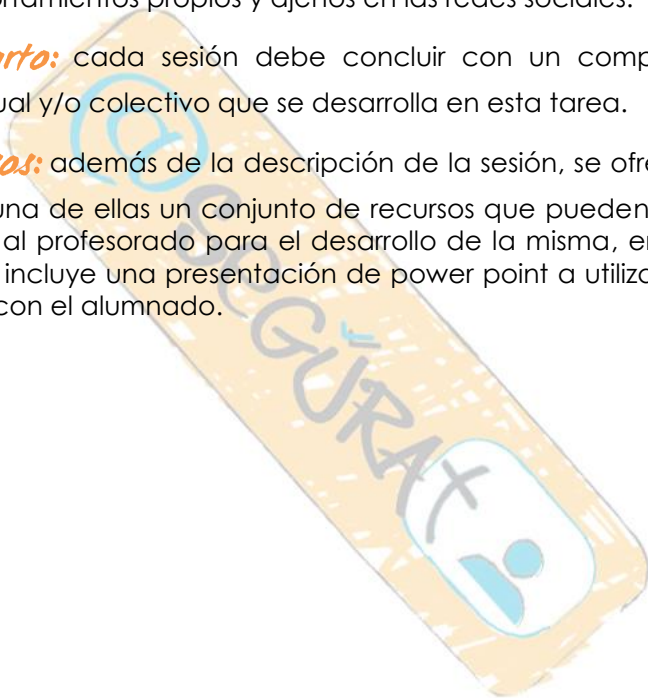 rtamientos propios y ajenos en las redes sociales.
rto: cada sesión debe concluir con un comp
ual y/o colectivo que se desarrolla en esta tarea.
os: además de la descripción de la sesión, se ofre
una de ellas un conjunto de recursos que pueden
al profesorado para el desarrollo de la misma, en
incluye una presentación de power point a utiliza
con el alumnado.
@SEGÚRAT